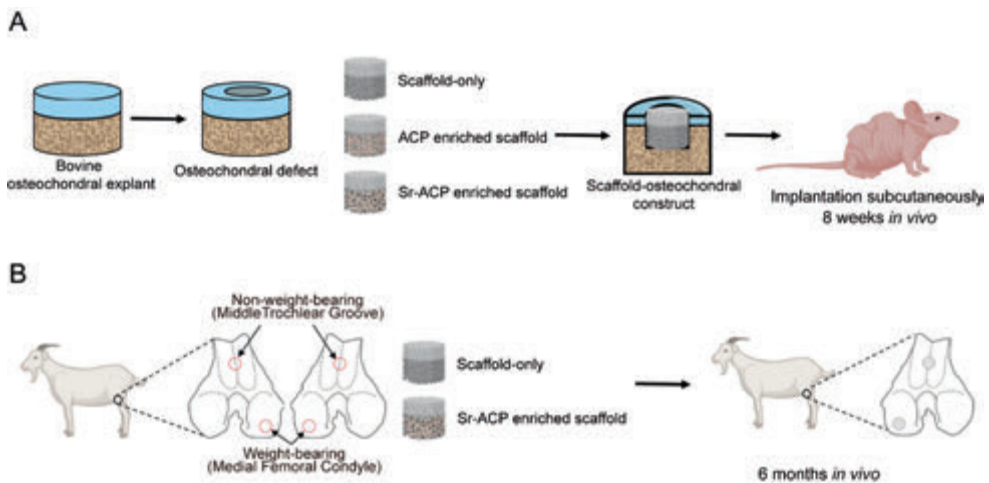 A
Scaffold-only
ACP enriched scaffold
Sr-ACP enriched scaffold
Bovine
osteochondral explant
Osteochondral defect
Scaffold-osteochondral
construct
Implantation subcutaneously
8 weeks in vivo
B
Non-weight-bearing
(MiddleTrochlear Groove)
Scaffold-only
Sr-ACP enriched scaffold
Weight-bearing
(Medial Femoral Condyle)
6 months in vivo